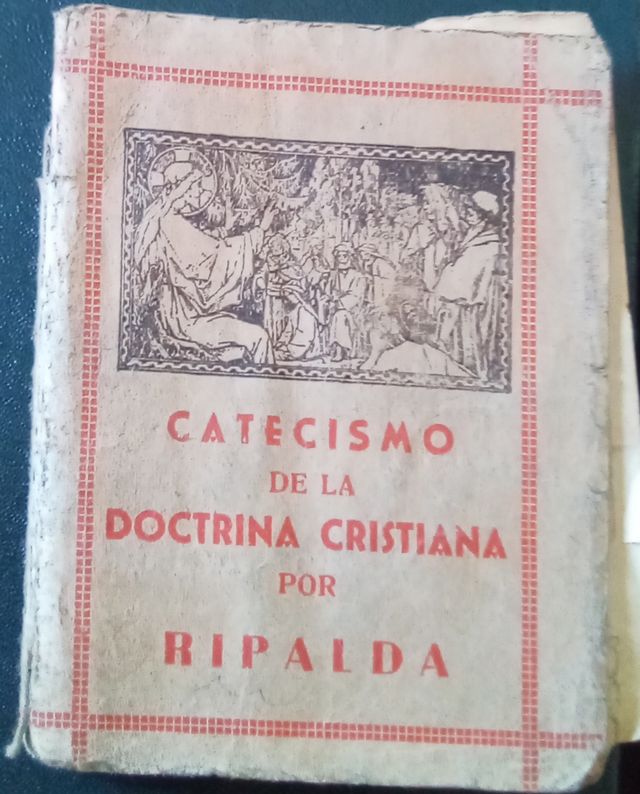 CATECISMO
DE LA
DOCTRINA CRISTIANA
POR
RIPALDA